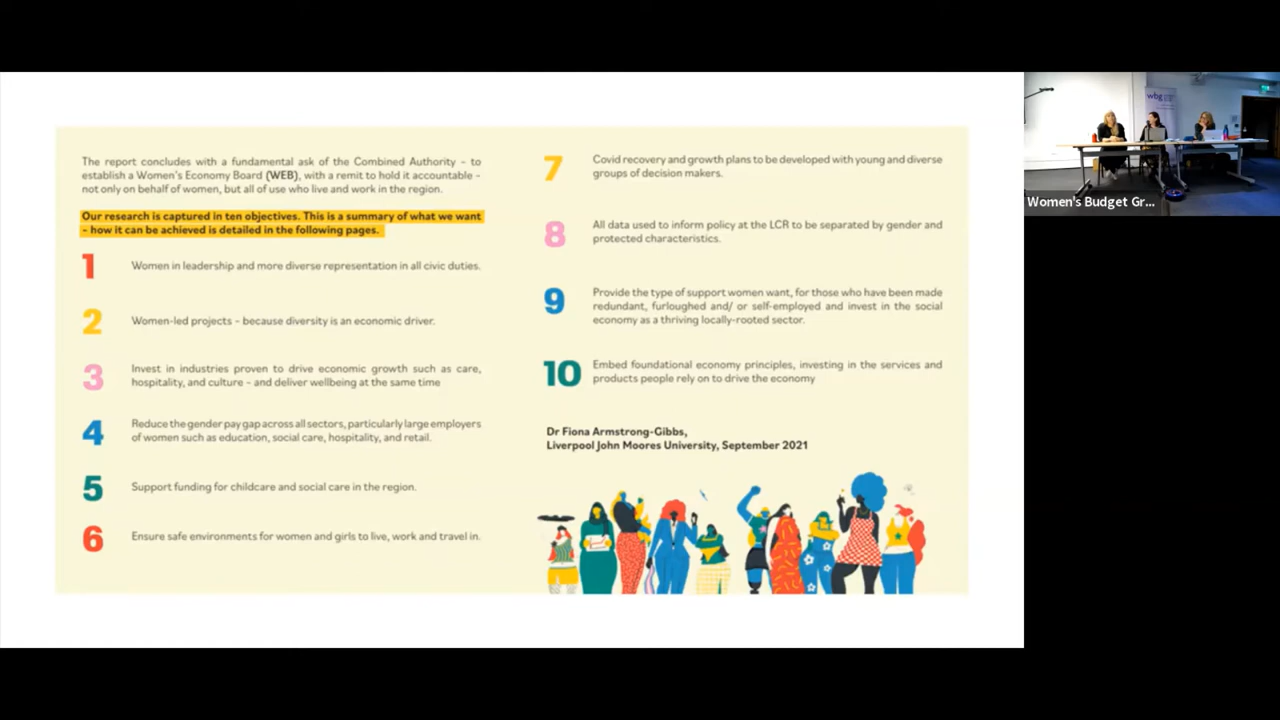 The report concludes with a fundamental ask of the Combined Authority - to
establish a Women's Economy Board (WEB), with a remit to hold it accountable -
not only on behalf of women, but all of use who live and work in the region.
Our research is captured in ten objectives. This is a summary of what we want
- how it can be achieved is detailed in the following pages.
1 Women in leadership and more diverse representation in all civic duties.
2 Women-led projects - because diversity is an economic driver.
3 Invest in industries proven to drive economic growth such as care,
hospitality, and culture - and deliver wellbeing at the same time
4 Reduce the gender pay gap across all sectors, particularly large employers
of women such as education, social care, hospitality, and retail.
5 Support funding for childcare and social care in the region.
6 Ensure safe environments for women and girls to live, work and travel in.
7 Covid recovery and growth plans to be developed with young and diverse
groups of decision makers.
8 All data used to inform policy at the LCR to be separated by gender and
protected characteristics.
9 Provide the type of support women want, for those who have been made
redundant, furloughed and/ or self-employed and invest in the social
economy as a thriving locally-rooted sector.
10 Embed foundational economy principles, investing in the services and
products people rely on to drive the economy
Dr Fiona Armstrong-Gibbs,
Liverpool John Moores University, September 2021
wbg
Women's Budget Gr...